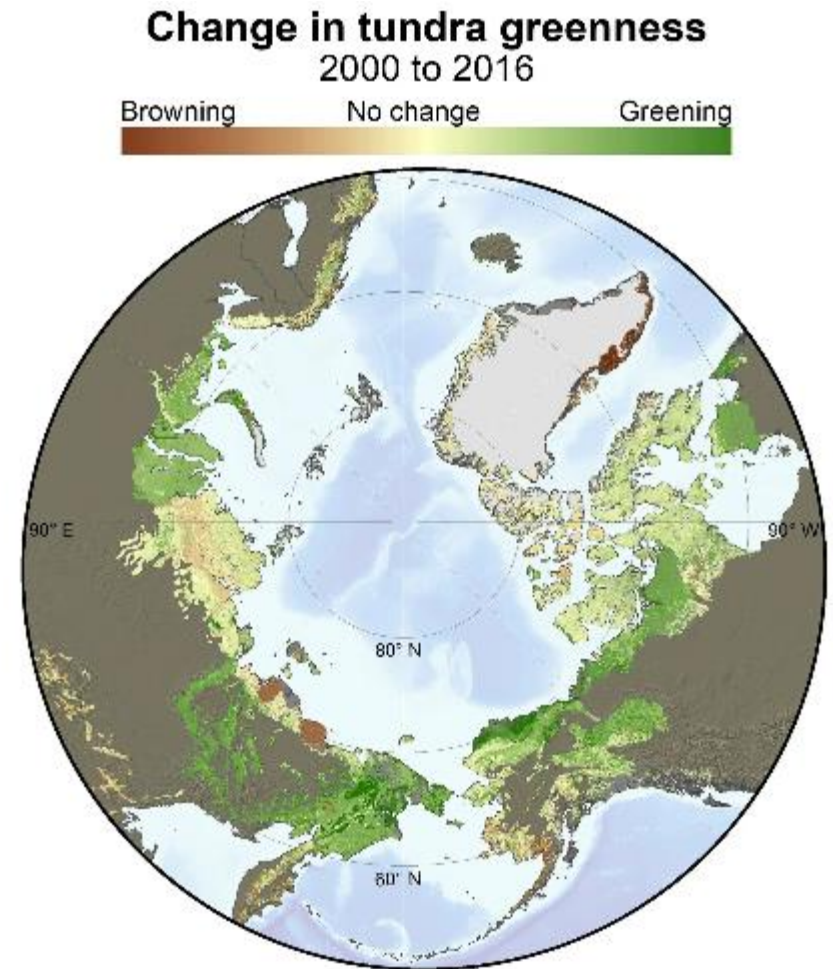 Change in tundra greenness
2000 to 2016
Browning No change Greening
90° E
90° W
80° N
60° N